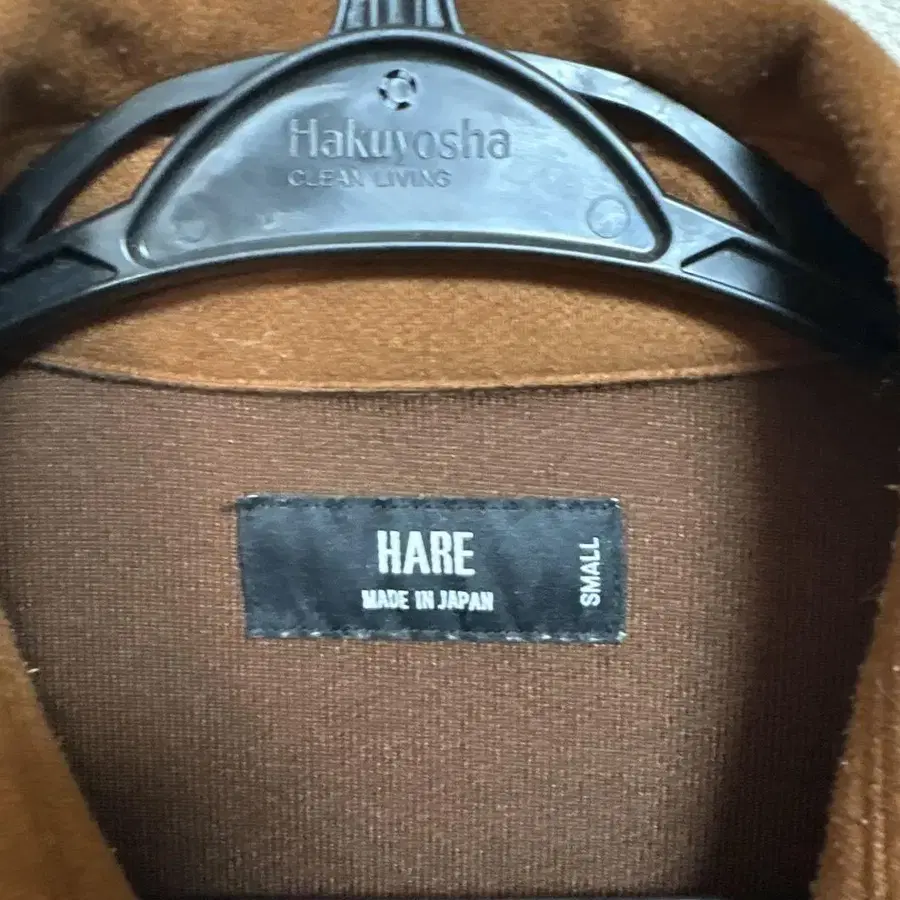 Hakuyosha
CLEAN LIVING
HARE
MADE IN JAPAN
SMALL